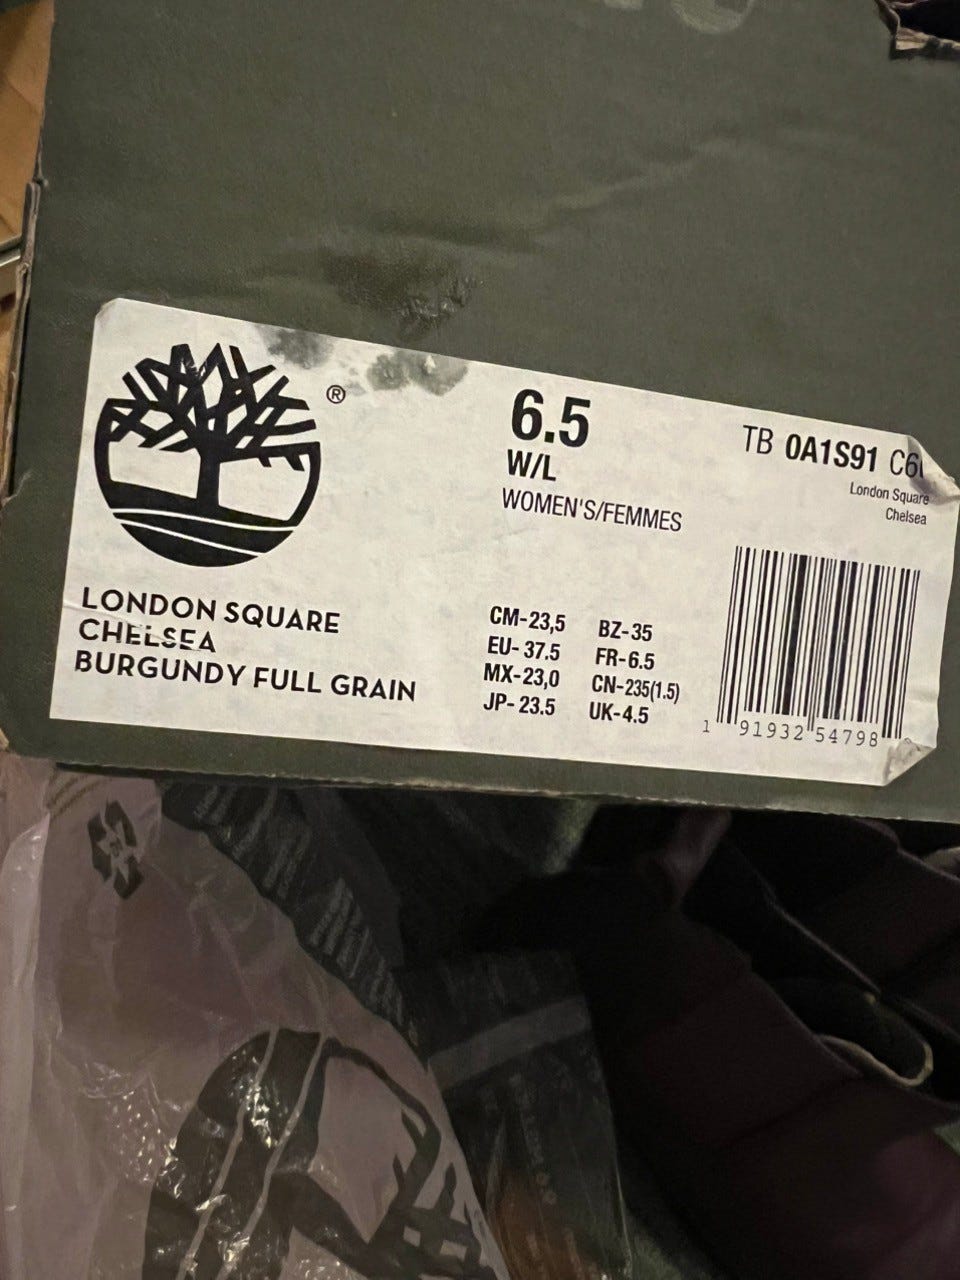 ®
6.5
W/L
WOMEN'S/FEMMES
TB 0A1S91
London Square
Chelsea
LONDON SQUARE
CHELSEA
BURGUNDY FULL GRAIN
CM-23,5 BZ-35
EU-37.5 FR-6.5
MX-23,0 CN-235(1.5)
JP-23.5 UK-4.5
1 91932 54798